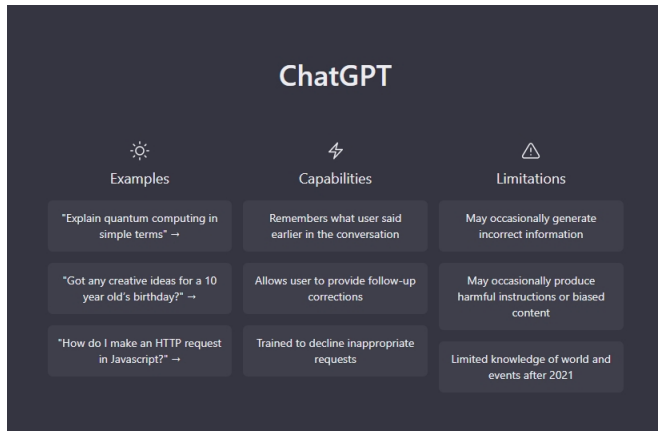 ChatGPT
Examples
"Explain quantum computing in
simple terms" →
"Got any creative ideas for a 10
year old's birthday?" →
"How do I make an HTTP request
in Javascript?" →
Capabilities
Remembers what user said
earlier in the conversation
Allows user to provide follow-up
corrections
Trained to decline inappropriate
requests
Limitations
May occasionally generate
incorrect information
May occasionally produce
harmful instructions or biased
content
Limited knowledge of world and
events after 2021